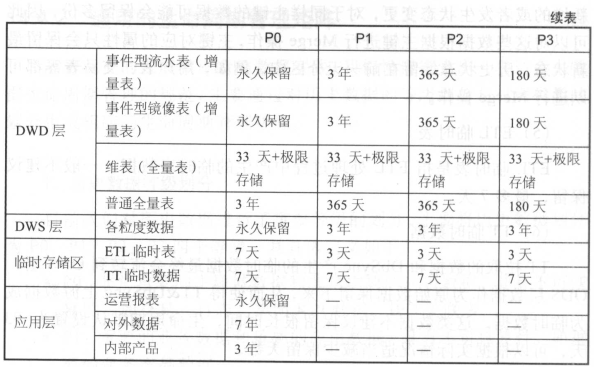 续表
P0 P1 P2 P3
DWD 层 事件型流水表（增量表） 永久保留 3 年 365 天 180 天
事件型镜像表（增量表） 永久保留 3 年 365 天 180 天
维表（全量表） 33 天+极限存储 33 天+极限存储 33 天+极限存储 33 天+极限存储
普通全量表 3 年 365 天 365 天 180 天
DWS 层 各粒度数据 永久保留 3 年 3 年 3 年
临时存储区 ETL 临时表 7 天 3 天 3 天 3 天
TT 临时数据 7 天 7 天 7 天 7 天
应用层 运营报表 永久保留 — — —
对外数据 7 年 — — —
内部产品 3 年 — — —